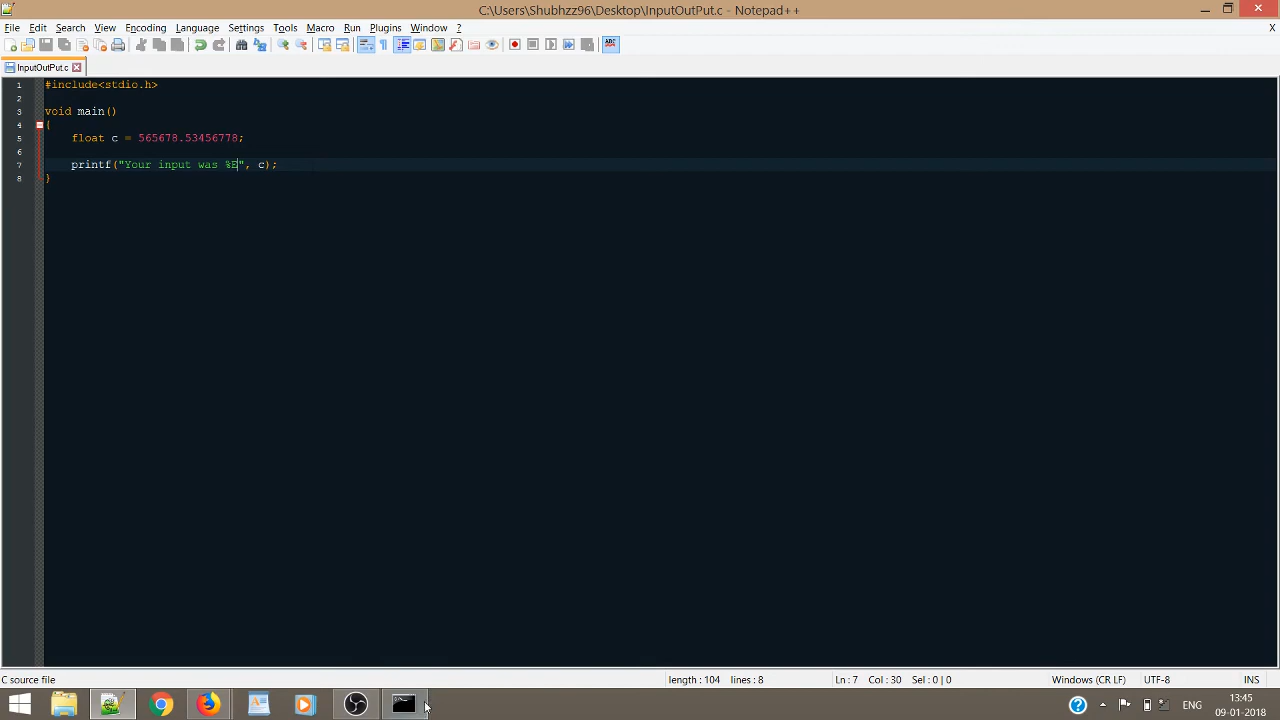 C:\Users\Shubhzz96\Desktop\InputOutPut.c - Notepad++
File Edit Search View Encoding Language Settings Tools Macro Run Plugins Window ? X
InputOutPut.c
1 #include<stdio.h>
2
3 void main()
4 {
5 float c = 565678.53456778;
6
7 printf("Your input was %E", c);
8 }
C source file length : 104 lines : 8 Ln : 7 Col : 30 Sel : 0 | 0 Windows (CR LF) UTF-8 INS
ENG
13:45
09-01-2018